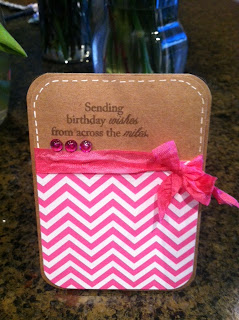 Sending
birthday wishes
from across the miles.